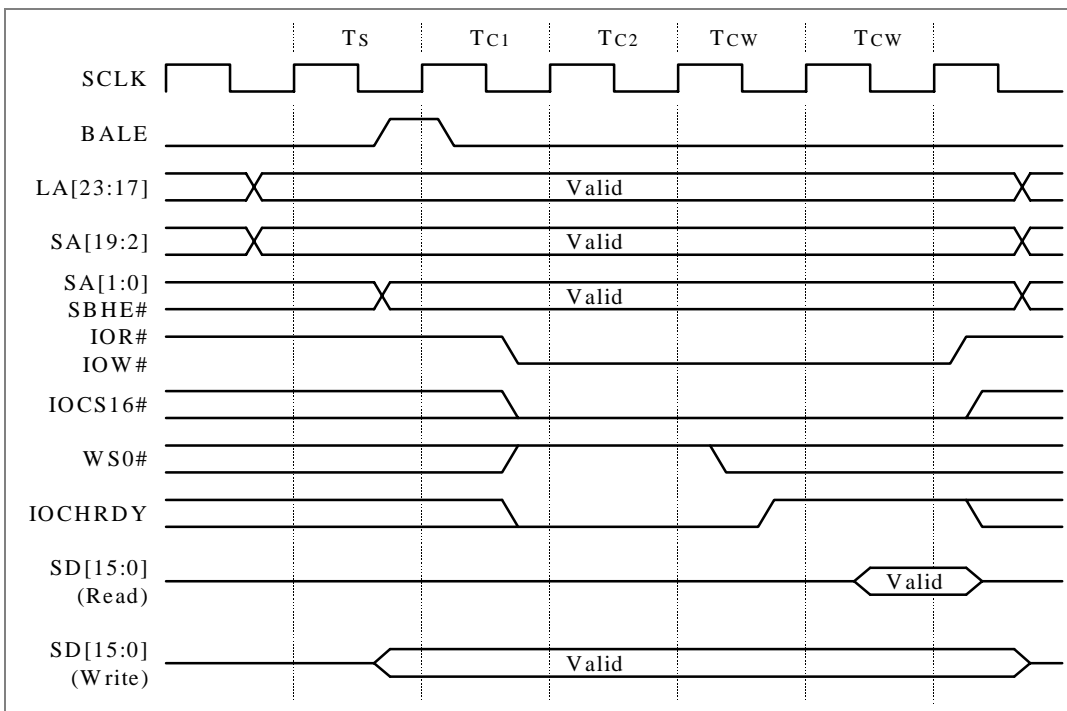 TS TC1 TC2 TCW TCW
SCLK
BALE
LA[23:17] Valid
SA[19:2] Valid
SA[1:0]
SBHE# Valid
IOR#
IOW#
IOCS16#
WS0#
IOCHRDY
SD[15:0]
(Read) Valid
SD[15:0]
(Write) Valid